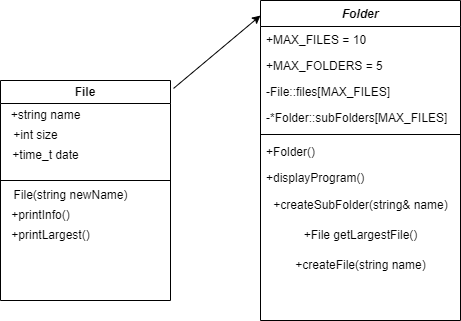 File
+string name
+int size
+time_t date
File(string newName)
+printInfo()
+printLargest()
Folder
+MAX_FILES = 10
+MAX_FOLDERS = 5
-File::files[MAX_FILES]
-*Folder::subFolders[MAX_FILES]
+Folder()
+displayProgram()
+createSubFolder(string& name)
+File getLargestFile()
+createFile(string name)